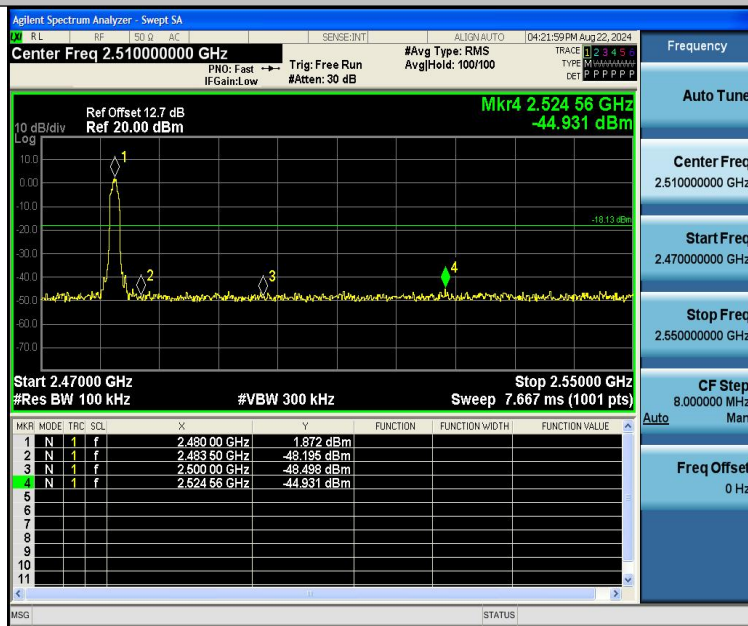 Agilent Spectrum Analyzer - Swept SA
LXI RL RF 50 Ω AC SENSE:INT ALIGN AUTO 04:21:59 PM Aug 22, 2024
Center Freq 2.510000000 GHz
PNO: Fast
IFGain:Low
Trig: Free Run
#Atten: 30 dB
#Avg Type: RMS
Avg|Hold: 100/100
TRACE 1 2 3 4 5 6
TYPE M
DET P P P P P P
Ref Offset 12.7 dB
10 dB/div Ref 20.00 dBm
Log
Mkr4 2.524 56 GHz
-44.931 dBm
10.0
0.00
-10.0
-20.0
-30.0
-40.0
-50.0
-60.0
-70.0
1
2
3
4
-18.13 dBm
Start 2.47000 GHz Stop 2.55000 GHz
#Res BW 100 kHz #VBW 300 kHz Sweep 7.667 ms (1001 pts)
MKR MODE TRC SCL X Y FUNCTION FUNCTION WIDTH FUNCTION VALUE
1 N 1 f 2.480 00 GHz 1.872 dBm
2 N 1 f 2.483 50 GHz -48.195 dBm
3 N 1 f 2.500 00 GHz -48.498 dBm
4 N 1 f 2.524 56 GHz -44.931 dBm
5
6
7
8
9
10
11
MSG STATUS
Frequency
Auto Tune
Center Freq
2.510000000 GHz
Start Freq
2.470000000 GHz
Stop Freq
2.550000000 GHz
CF Step
8.000000 MHz
Auto Man
Freq Offset
0 Hz